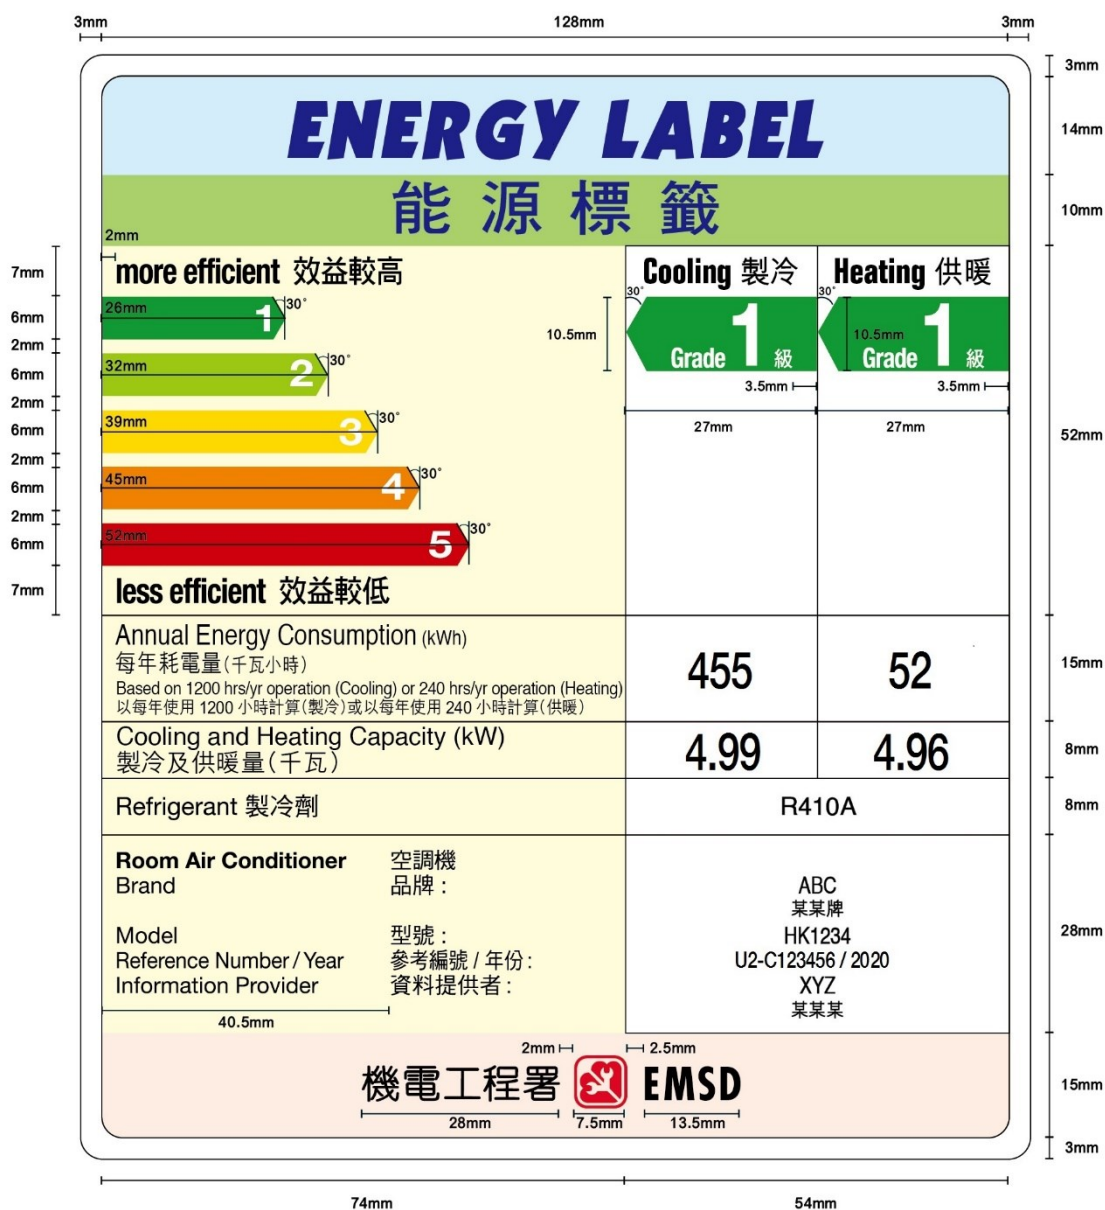 3mm 128mm 3mm
3mm
ENERGY LABEL
14mm
能源標籤
10mm
2mm
7mm
more efficient 效益較高
Cooling 製冷
Heating 供暖
6mm
26mm
1
30°
10.5mm
30°
1
Grade 級
30°
10.5mm
1
Grade 級
2mm
6mm
32mm
2
30°
3.5mm
3.5mm
2mm
6mm
39mm
3
30°
27mm
27mm
52mm
2mm
6mm
45mm
4
30°
2mm
6mm
52mm
5
30°
7mm
less efficient 效益較低
Annual Energy Consumption (kWh)
每年耗電量(千瓦小時)
Based on 1200 hrs/yr operation (Cooling) or 240 hrs/yr operation (Heating)
以每年使用 1200 小時計算(製冷)或以每年使用 240 小時計算(供暖)
455
52
15mm
Cooling and Heating Capacity (kW)
製冷及供暖量(千瓦)
4.99
4.96
8mm
Refrigerant 製冷劑
R410A
8mm
Room Air Conditioner 空調機
Brand 品牌 :
ABC
某某牌
Model 型號 :
HK1234
28mm
Reference Number / Year 參考編號 / 年份 :
U2-C123456 / 2020
Information Provider 資料提供者 :
XYZ
某某某
40.5mm
2mm
2.5mm
機電工程署 EMSD
15mm
28mm
7.5mm
13.5mm
3mm
74mm
54mm